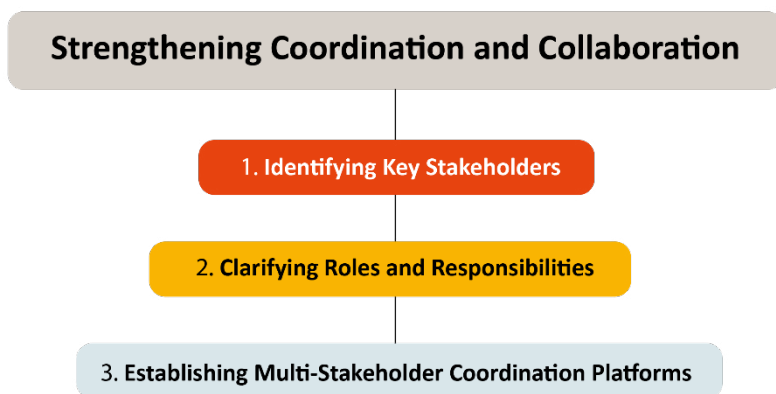 Strengthening Coordination and Collaboration
1. Identifying Key Stakeholders
2. Clarifying Roles and Responsibilities
3. Establishing Multi-Stakeholder Coordination Platforms